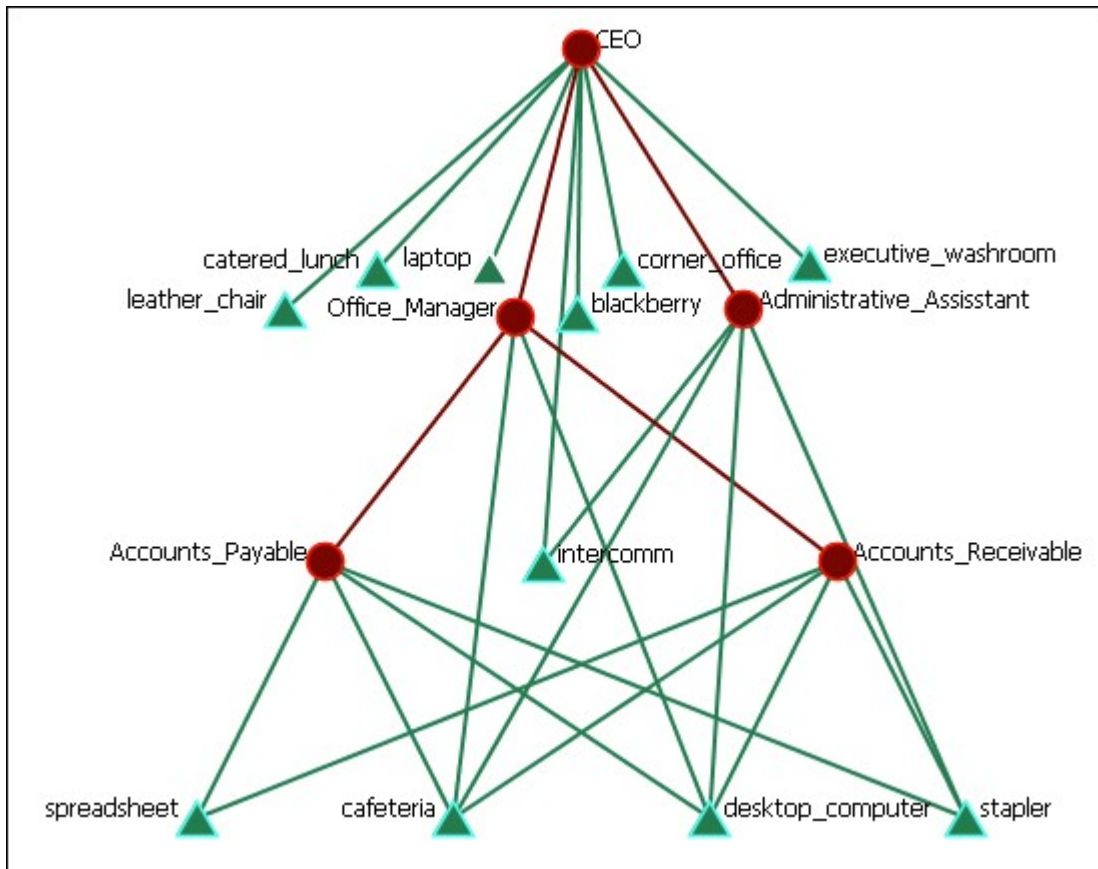 CEO
catered_lunch
laptop
corner_office
executive_washroom
leather_chair
Office_Manager
blackberry
Administrative_Assisstant
Accounts_Payable
intercomm
Accounts_Receivable
spreadsheet
cafeteria
desktop_computer
stapler